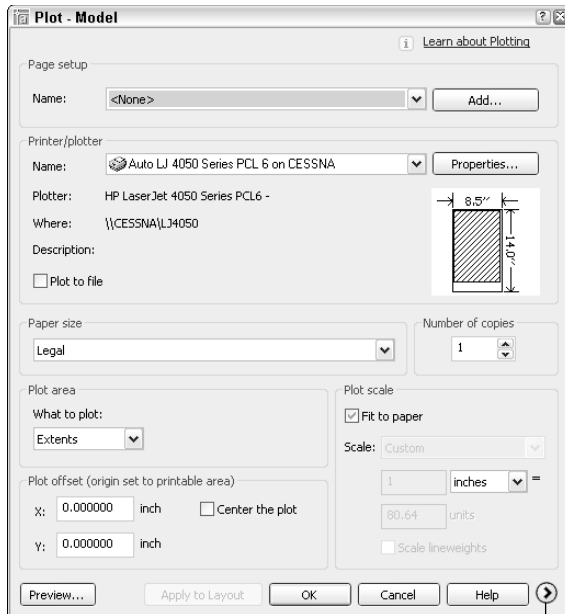 Plot - Model
Learn about Plotting
Page setup
Name: <None> Add...
Printer/plotter
Name: Auto LJ 4050 Series PCL 6 on CESSNA Properties...
Plotter: HP LaserJet 4050 Series PCL6 -
Where: \\CESSNA\LJ4050
Description:
Plot to file
8.5″
14.0″
Paper size
Legal
Number of copies
1
Plot area
What to plot:
Extents
Plot offset (origin set to printable area)
X: 0.000000 inch Center the plot
Y: 0.000000 inch
Plot scale
Fit to paper
Scale: Custom
1 inches =
80.64 units
Scale lineweights
Preview... Apply to Layout OK Cancel Help